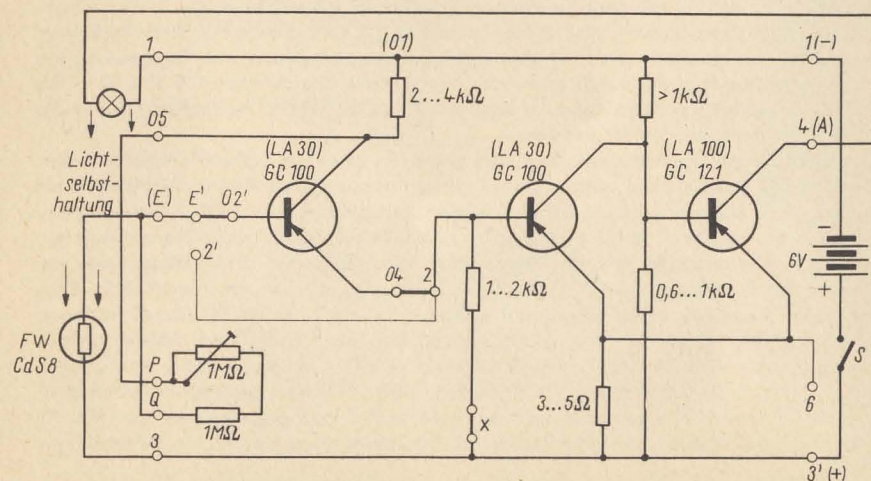 1
(01)
1(-)
2...4kΩ
>1kΩ
05
4(A)
Licht-
selbst-
haltung
(LA 30)
GC 100
(LA 30)
GC 100
(LA 100)
GC 121
(E)
E'
02'
2'
04
2
1...2kΩ
0,6...1kΩ
-
6V
+
FW
CdS8
P
1MΩ
Q
1MΩ
3
x
3...5Ω
S
6
3'(+)